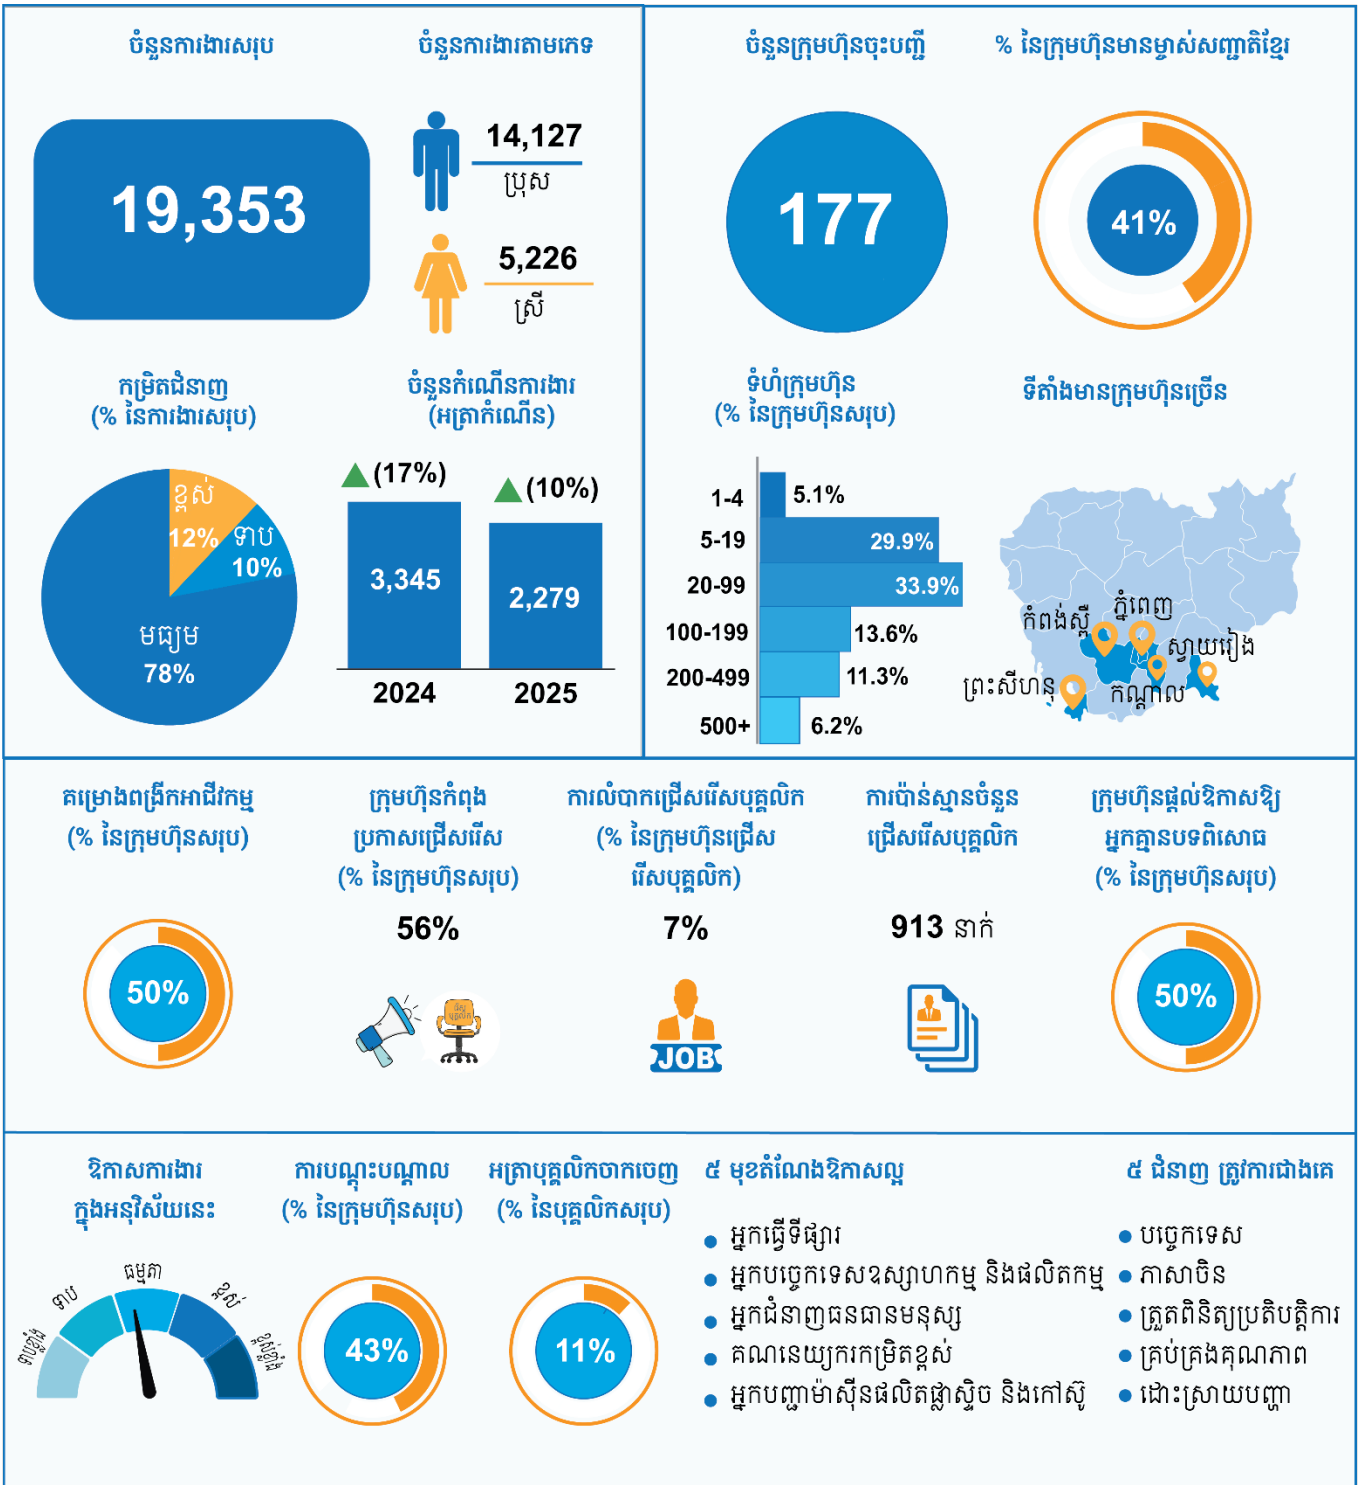 ចំនួនការងារសរុប
19,353
ចំនួនការងារតាមភេទ
14,127
ប្រុស
5,226
ស្រី
កម្រិតជំនាញ
(% នៃការងារសរុប)
ខ្ពស់
12%
ទាប
10%
មធ្យម
78%
ចំនួនកំណើនការងារ
(អត្រាកំណើន)
(17%)
(10%)
3,345
2,279
2024
2025
ចំនួនក្រុមហ៊ុនចុះបញ្ជី
177
% នៃក្រុមហ៊ុនមានម្ចាស់សញ្ជាតិខ្មែរ
41%
ទំហំក្រុមហ៊ុន
(% នៃក្រុមហ៊ុនសរុប)
1-4 5.1%
5-19 29.9%
20-99 33.9%
100-199 13.6%
200-499 11.3%
500+ 6.2%
ទីតាំងមានក្រុមហ៊ុនច្រើន
ភ្នំពេញ
កំពង់ស្ពឺ
ស្វាយរៀង
ព្រះសីហនុ
កណ្តាល
គម្រោងពង្រីកអាជីវកម្ម
(% នៃក្រុមហ៊ុនសរុប)
50%
ក្រុមហ៊ុនកំពុង
ប្រកាសជ្រើសរើស
(% នៃក្រុមហ៊ុនសរុប)
56%
រើស
បុគ្គលិក
ការលំបាកជ្រើសរើសបុគ្គលិក
(% នៃក្រុមហ៊ុនជ្រើស
រើសបុគ្គលិក)
7%
JOB
ការប៉ាន់ស្មានចំនួន
ជ្រើសរើសបុគ្គលិក
913 នាក់
ក្រុមហ៊ុនផ្តល់ឱកាសឱ្យ
អ្នកគ្មានបទពិសោធ
(% នៃក្រុមហ៊ុនសរុប)
50%
ឱកាសការងារ
ក្នុងអនុវិស័យនេះ
ទាបខ្លាំង
ទាប
ធម្មតា
ខ្ពស់
ខ្ពស់ខ្លាំង
ការបណ្តុះបណ្តាល
(% នៃក្រុមហ៊ុនសរុប)
43%
អត្រាបុគ្គលិកចាកចេញ
(% នៃបុគ្គលិកសរុប)
11%
៥ មុខតំណែងឱកាសល្អ
អ្នកធ្វើទីផ្សារ
អ្នកបច្ចេកទេសឧស្សាហកម្ម និងផលិតកម្ម
អ្នកជំនាញធនធានមនុស្ស
គណនេយ្យករកម្រិតខ្ពស់
អ្នកបញ្ជាម៉ាស៊ីនផលិតផ្លាស្ទិច និងកៅស៊ូ
៥ ជំនាញ ត្រូវការជាងគេ
បច្ចេកទេស
ភាសាចិន
ត្រួតពិនិត្យប្រតិបត្តិការ
គ្រប់គ្រងគុណភាព
ដោះស្រាយបញ្ហា